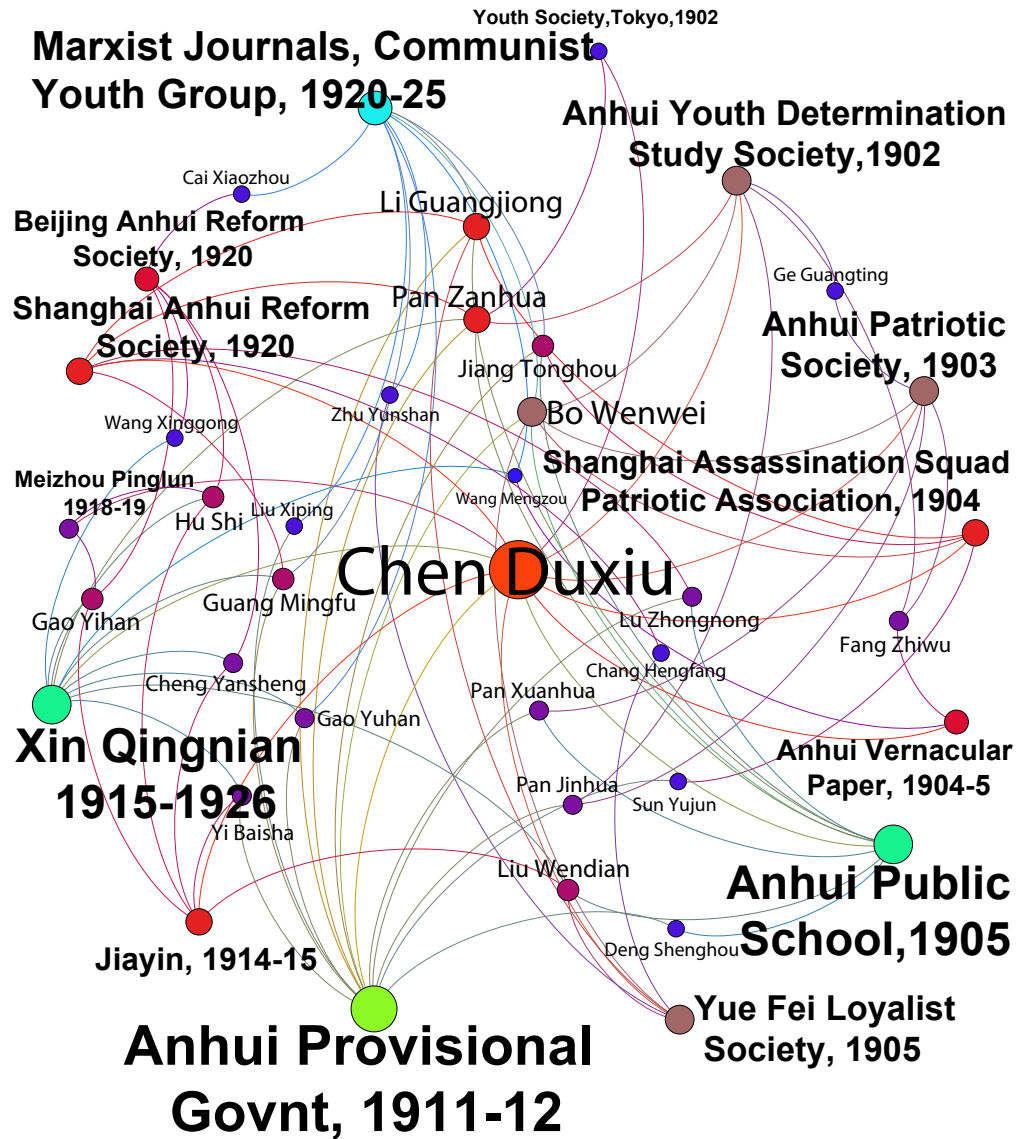 Youth Society,Tokyo,1902
Marxist Journals, Communist
Youth Group, 1920-25
Anhui Youth Determination
Study Society,1902
Cai Xiaozhou
Li Guangjiong
Beijing Anhui Reform
Society, 1920
Ge Guangting
Pan Zanhua
Shanghai Anhui Reform
Society, 1920
Anhui Patriotic
Society, 1903
Jiang Tonghou
Zhu Yunshan
Bo Wenwei
Wang Xinggong
Shanghai Assassination Squad
Patriotic Association, 1904
Meizhou Pinglun
1918-19
Wang Mengzou
Hu Shi
Liu Xiping
Chen Duxiu
Guang Mingfu
Gao Yihan
Lu Zhongnong
Fang Zhiwu
Chang Hengfang
Cheng Yansheng
Pan Xuanhua
Gao Yuhan
Xin Qingnian
1915-1926
Anhui Vernacular
Paper, 1904-5
Pan Jinhua
Sun Yujun
Yi Baisha
Liu Wendian
Anhui Public
School,1905
Deng Shenghou
Jiayin, 1914-15
Yue Fei Loyalist
Society, 1905
Anhui Provisional
Govnt, 1911-12